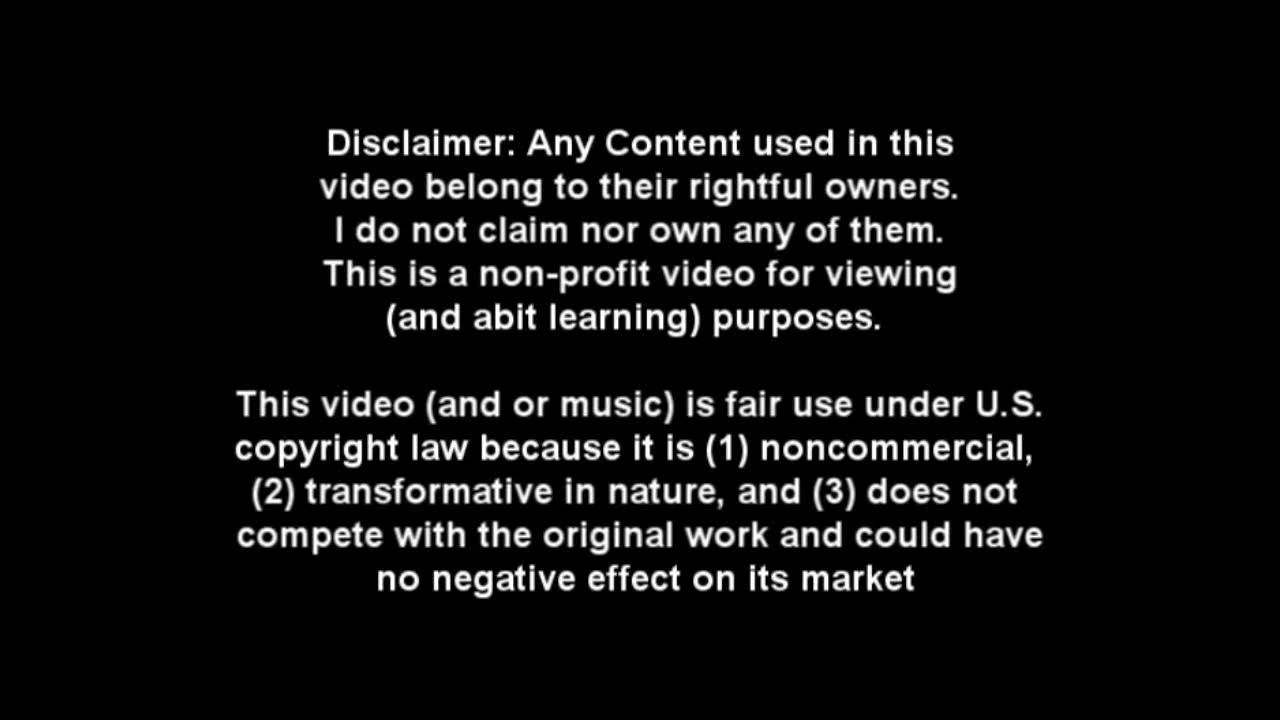 Disclaimer: Any Content used in this
video belong to their rightful owners.
I do not claim nor own any of them.
This is a non-profit video for viewing
(and abit learning) purposes.
This video (and or music) is fair use under U.S.
copyright law because it is (1) noncommercial,
(2) transformative in nature, and (3) does not
compete with the original work and could have
no negative effect on its market